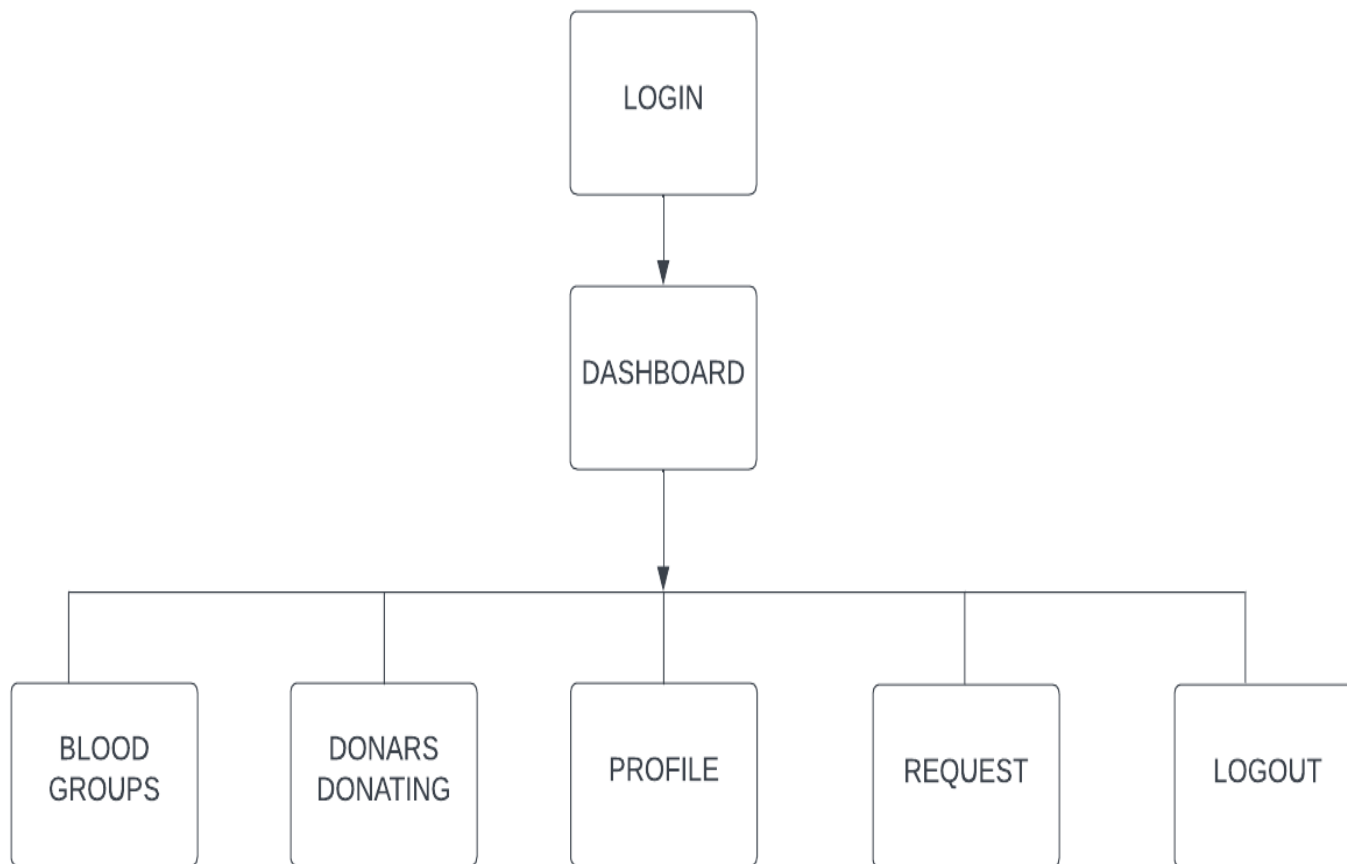 LOGIN
DASHBOARD
BLOOD
GROUPS
DONARS
DONATING
PROFILE
REQUEST
LOGOUT